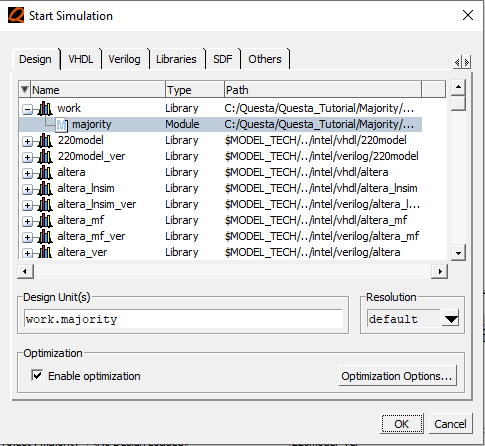 Start Simulation
Design VHDL Verilog Libraries SDF Others
Name Type Path
work Library C:/Questa/Questa_Tutorial/Majority/...
majority Module C:/Questa/Questa_Tutorial/Majority/...
220model Library $MODEL_TECH/../intel/vhdl/220model
220model_ver Library $MODEL_TECH/../intel/verilog/220model
altera Library $MODEL_TECH/../intel/vhdl/altera
altera_lnsim Library $MODEL_TECH/../intel/vhdl/altera_lnsim
altera_lnsim_ver Library $MODEL_TECH/../intel/verilog/altera_l...
altera_mf Library $MODEL_TECH/../intel/vhdl/altera_mf
altera_mf_ver Library $MODEL_TECH/../intel/verilog/altera_mf
altera_ver Library $MODEL_TECH/../intel/verilog/altera
Design Unit(s) Resolution
work.majority default
Optimization
Enable optimization Optimization Options...
OK Cancel